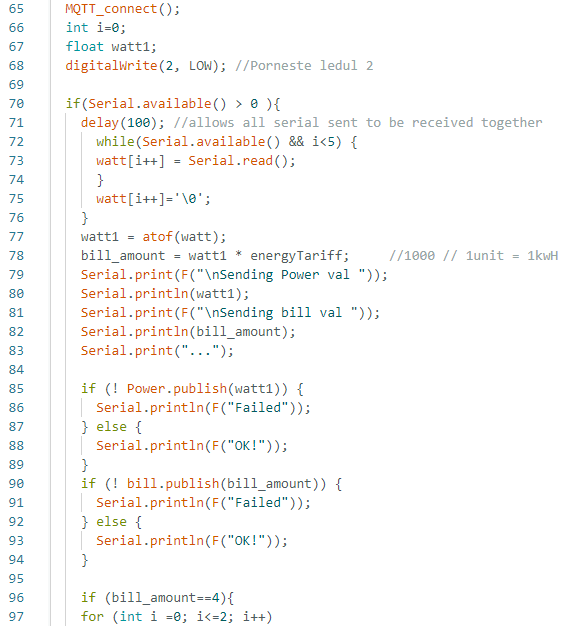 65 MQTT_connect();
66 int i=0;
67 float watt1;
68 digitalWrite(2, LOW); //Porneste ledul 2
69
70 if(Serial.available() > 0 ){
71 delay(100); //allows all serial sent to be received together
72 while(Serial.available() && i<5) {
73 watt[i++] = Serial.read();
74 }
75 watt[i++]='\0';
76 }
77 watt1 = atof(watt);
78 bill_amount = watt1 * energyTariff; //1000 // 1unit = 1kwH
79 Serial.print(F("\nSending Power val "));
80 Serial.println(watt1);
81 Serial.print(F("\nSending bill val "));
82 Serial.println(bill_amount);
83 Serial.print("...");
84
85 if (! Power.publish(watt1)) {
86 Serial.println(F("Failed"));
87 } else {
88 Serial.println(F("OK!"));
89 }
90 if (! bill.publish(bill_amount)) {
91 Serial.println(F("Failed"));
92 } else {
93 Serial.println(F("OK!"));
94 }
95
96 if (bill_amount==4){
97 for (int i =0; i<=2; i++)